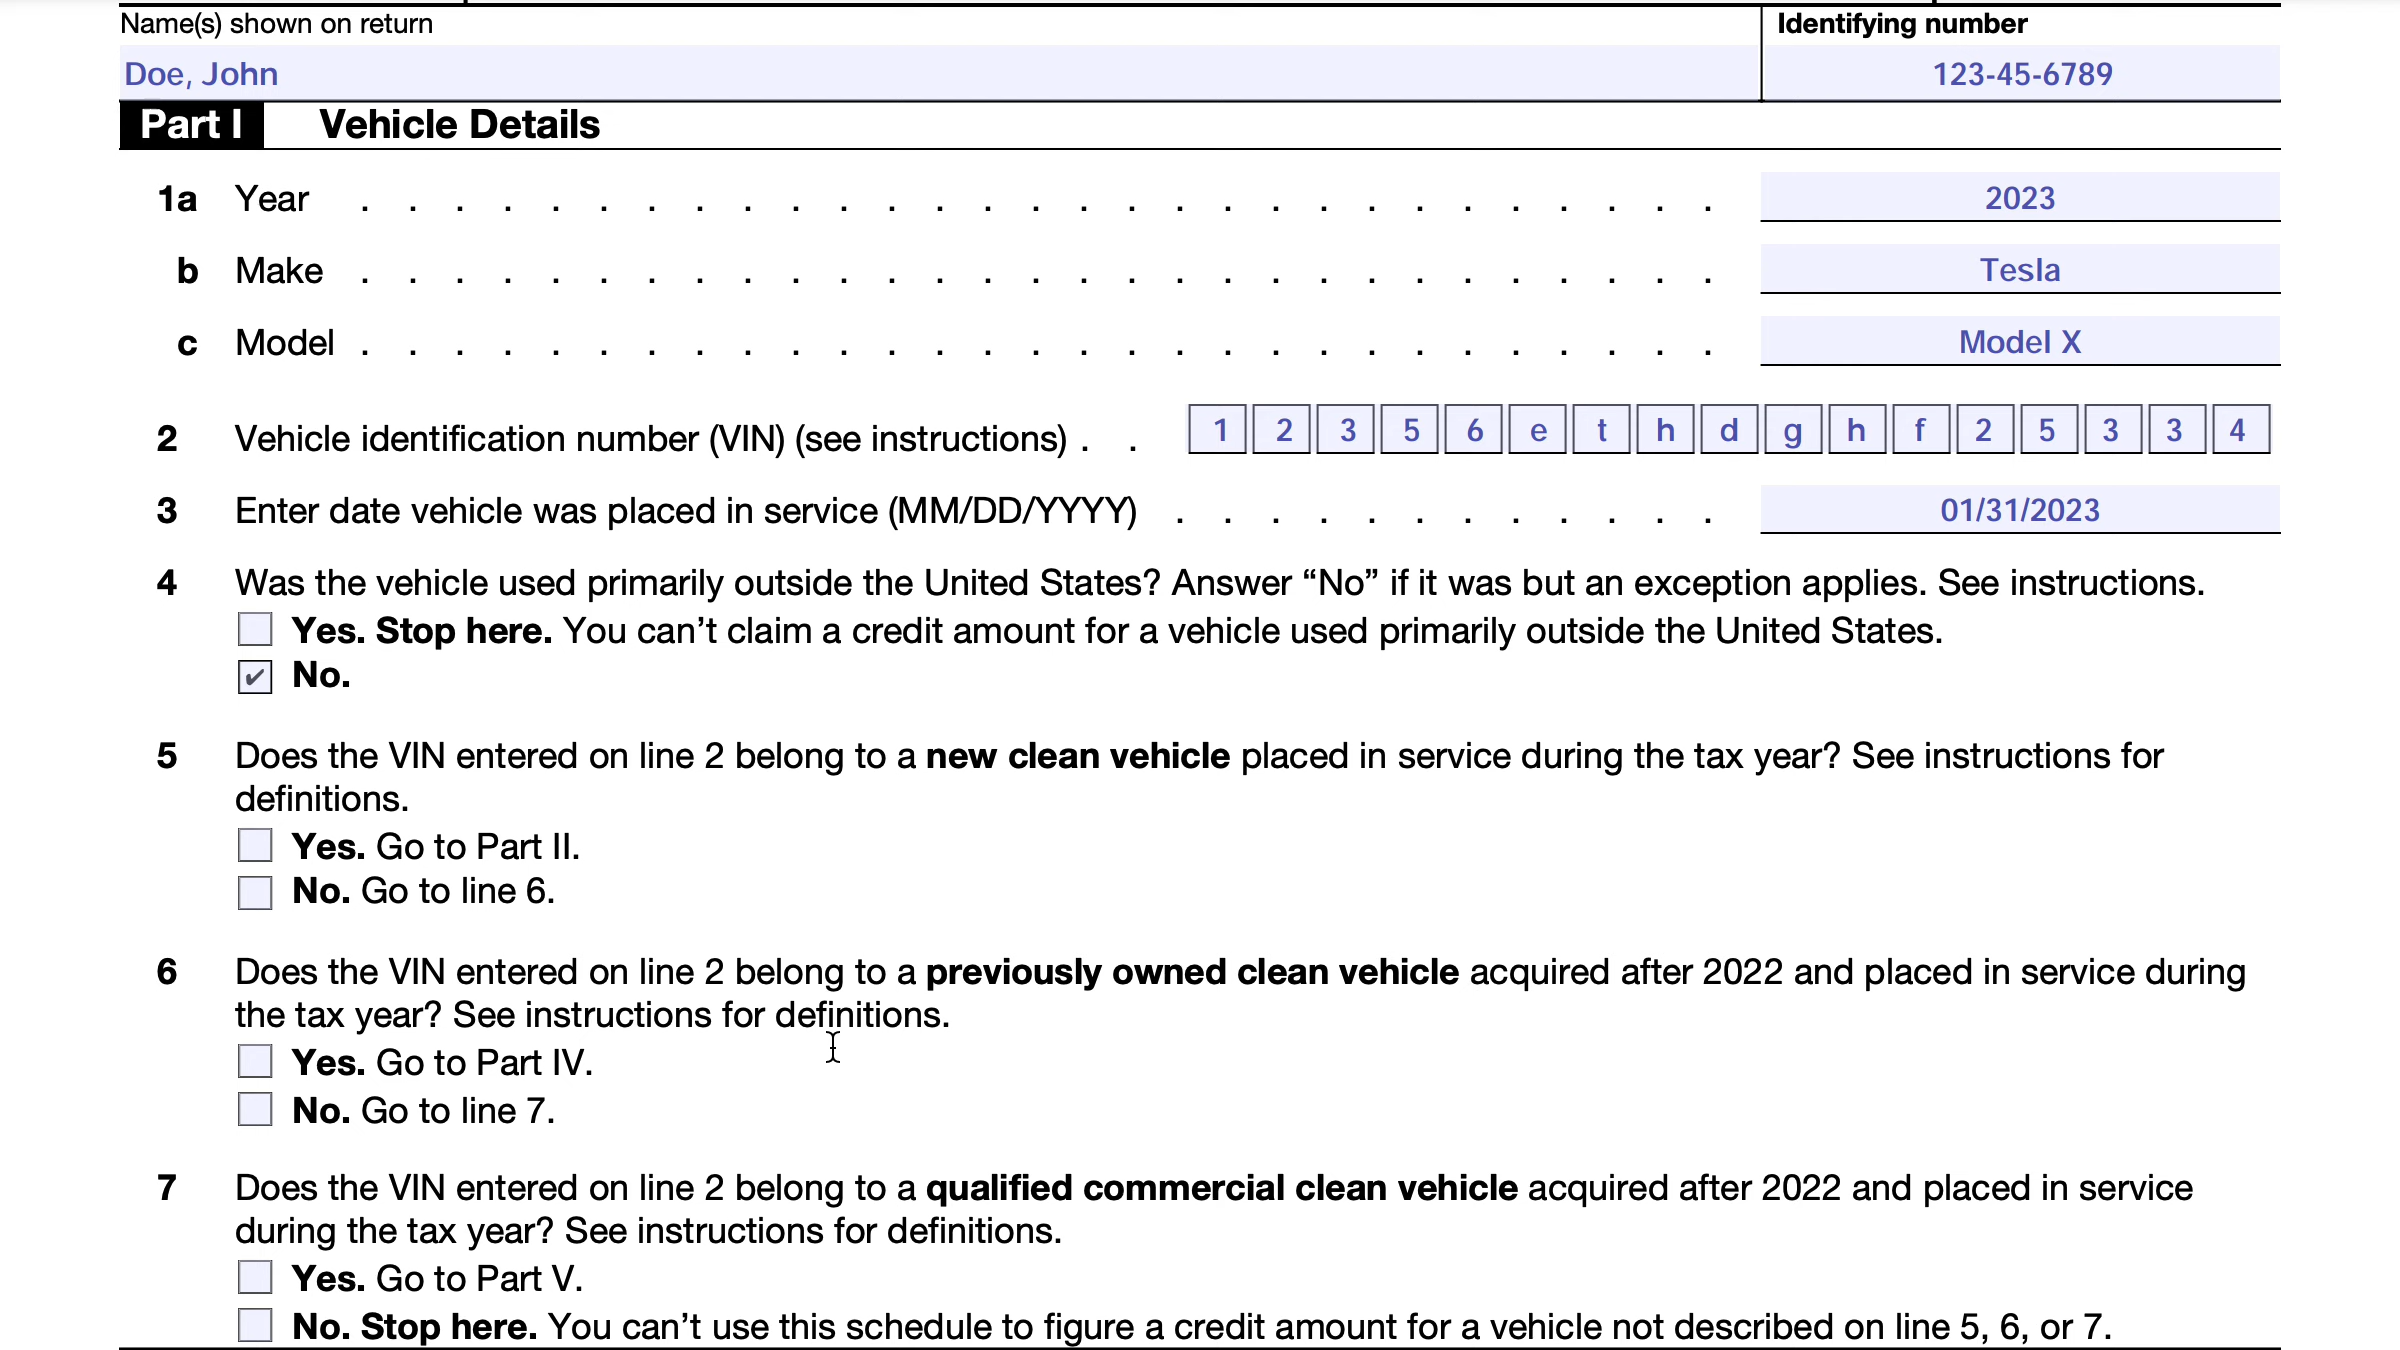 Name(s) shown on return Identifying number
Doe, John 123-45-6789
Part I Vehicle Details
1a Year . . . . . . . . . . . . . . . . . . . . . . . . . . . . . 2023
b Make . . . . . . . . . . . . . . . . . . . . . . . . . . . . . Tesla
c Model . . . . . . . . . . . . . . . . . . . . . . . . . . . . . Model X
2 Vehicle identification number (VIN) (see instructions) . . 1 2 3 5 6 e t h d g h f 2 5 3 3 4
3 Enter date vehicle was placed in service (MM/DD/YYYY) . . . . . . . . . . . . 01/31/2023
4 Was the vehicle used primarily outside the United States? Answer “No” if it was but an exception applies. See instructions.
Yes. Stop here. You can’t claim a credit amount for a vehicle used primarily outside the United States.
✔ No.
5 Does the VIN entered on line 2 belong to a new clean vehicle placed in service during the tax year? See instructions for
definitions.
Yes. Go to Part II.
No. Go to line 6.
6 Does the VIN entered on line 2 belong to a previously owned clean vehicle acquired after 2022 and placed in service during
the tax year? See instructions for definitions.
Yes. Go to Part IV.
No. Go to line 7.
7 Does the VIN entered on line 2 belong to a qualified commercial clean vehicle acquired after 2022 and placed in service
during the tax year? See instructions for definitions.
Yes. Go to Part V.
No. Stop here. You can’t use this schedule to figure a credit amount for a vehicle not described on line 5, 6, or 7.